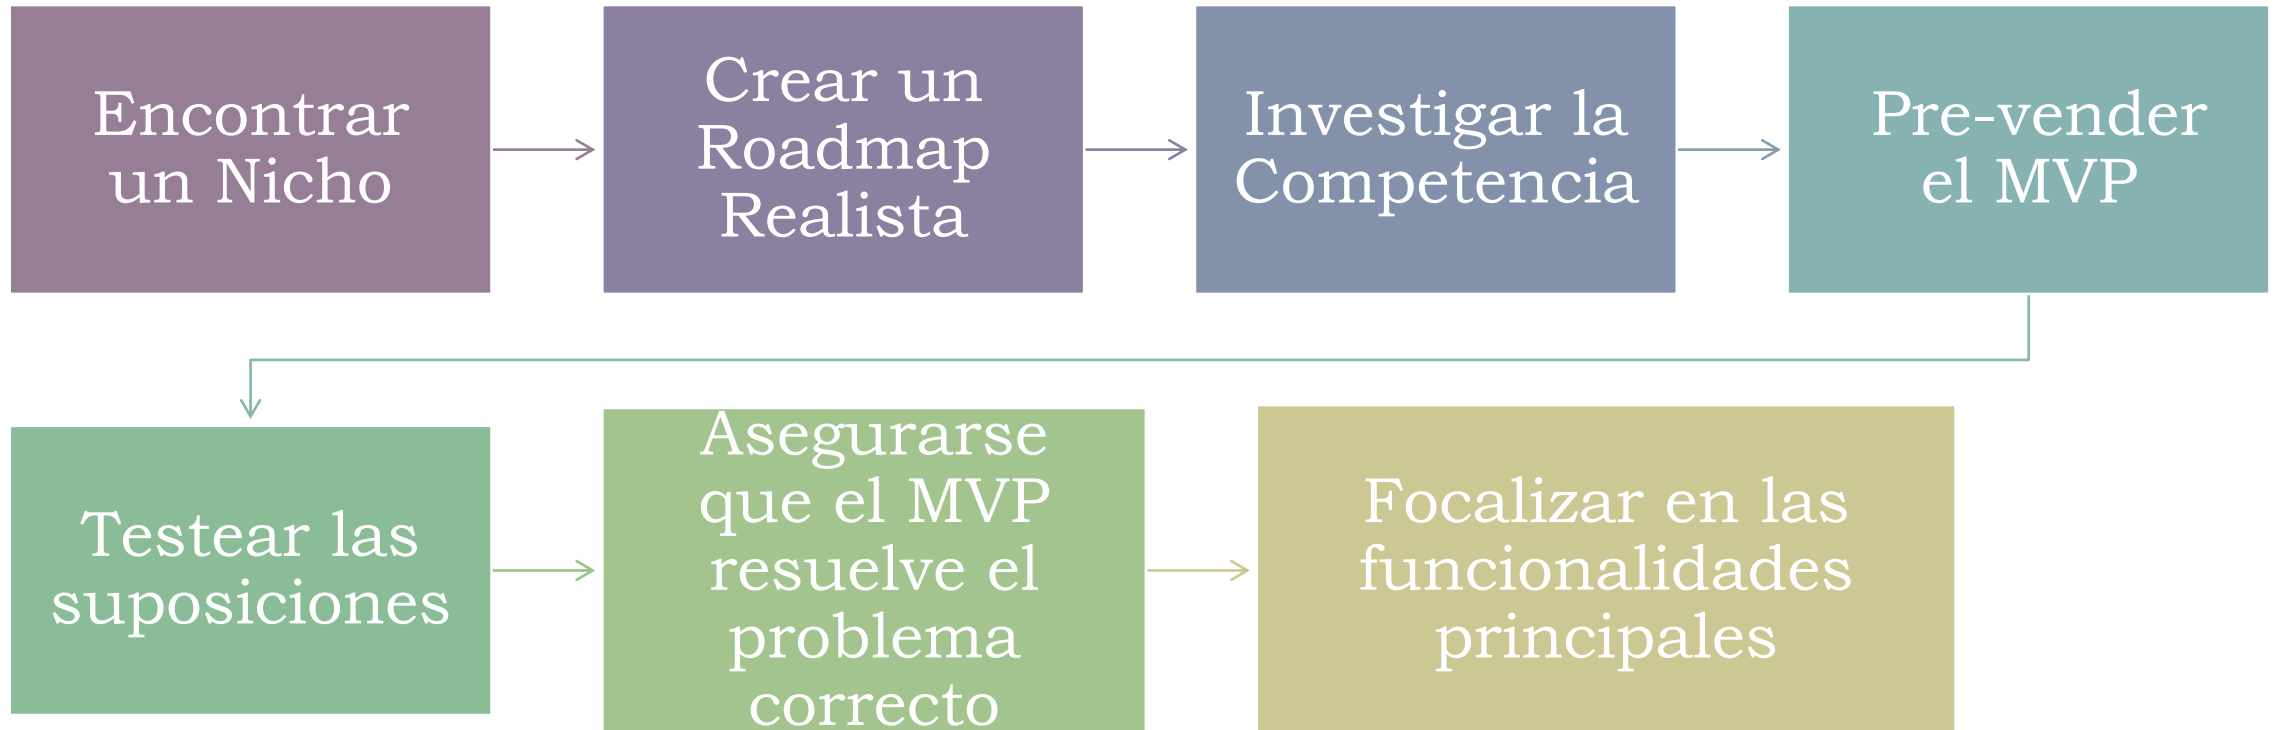 Encontrar
un Nicho
Crear un
Roadmap
Realista
Investigar la
Competencia
Pre-vender
el MVP
Testear las
suposiciones
Asegurarse
que el MVP
resuelve el
problema
correcto
Focalizar en las
funcionalidades
principales